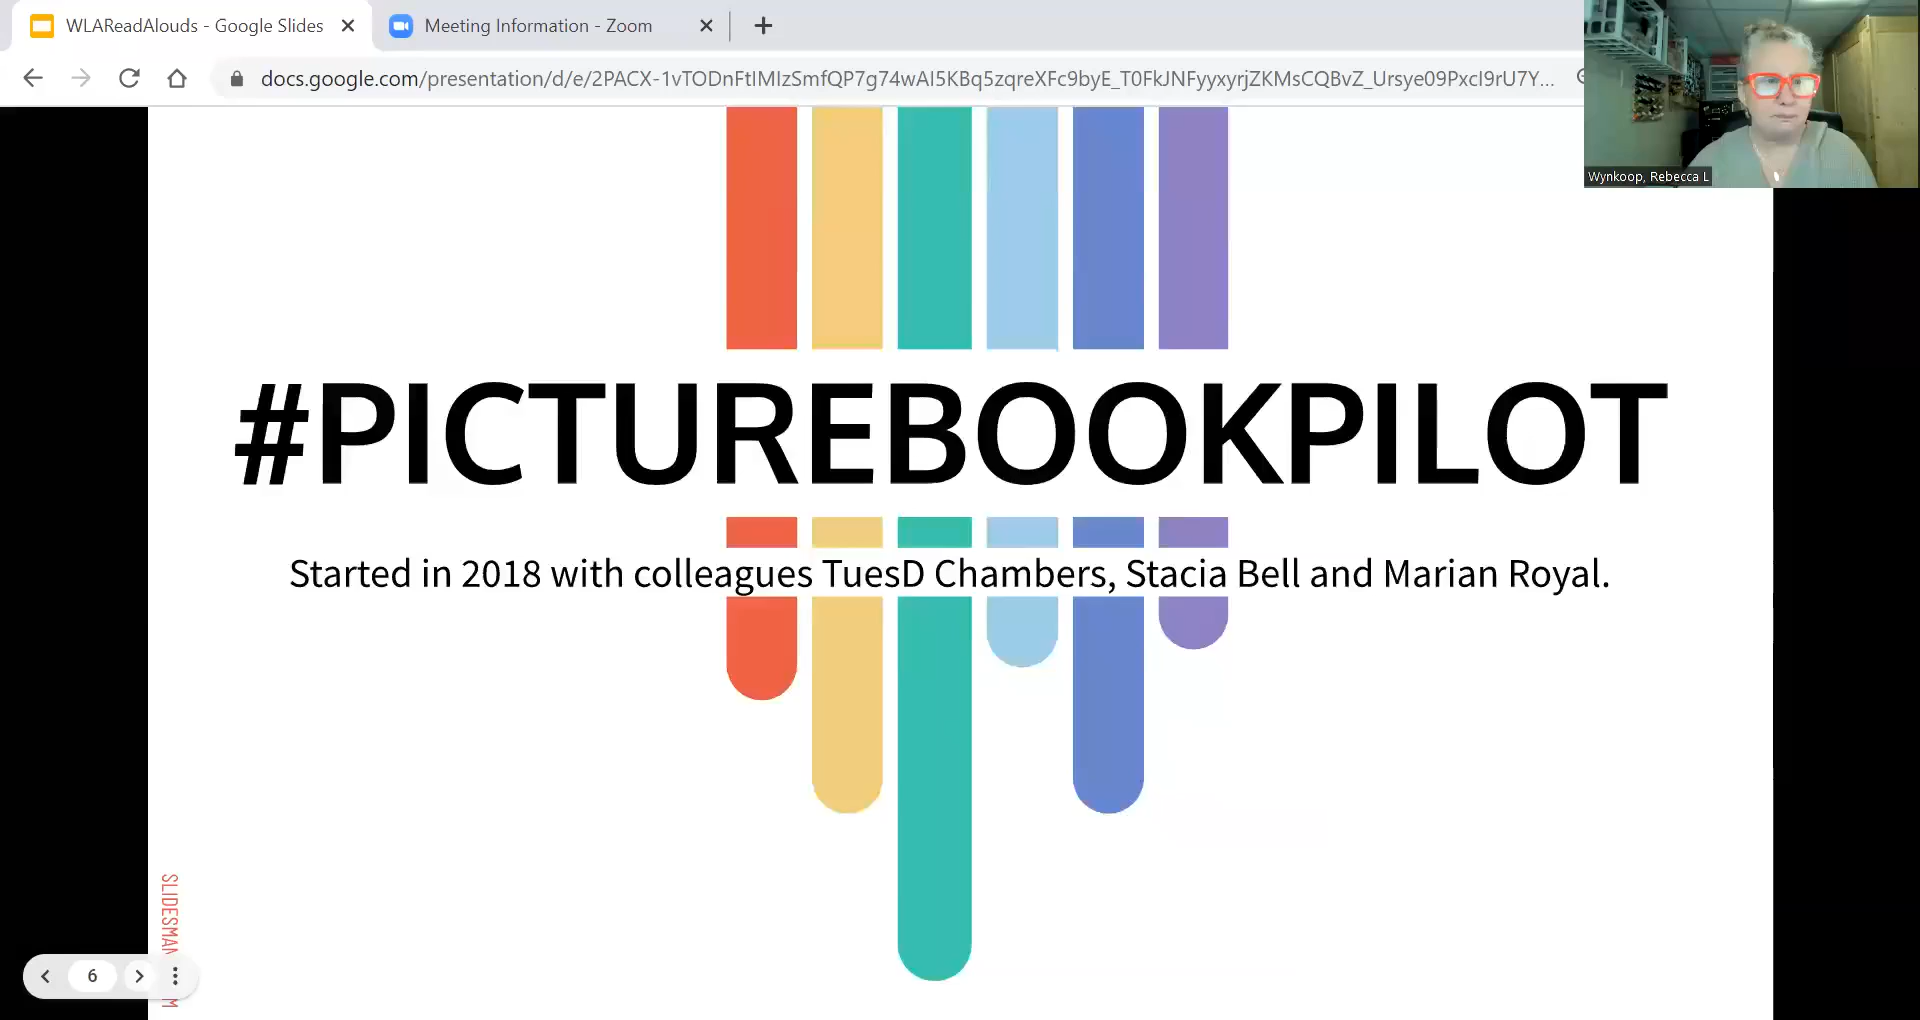 WLAReadAlouds - Google Slides
Meeting Information - Zoom
docs.google.com/presentation/d/e/2PACX-1vTODnFtIMIzSmfQP7g74wAI5KBq5zqreXFc9byE_T0FkJNFyyxyrjZKMsCQBvZ_Ursye09PxcI9rU7Y...
Wynkoop, Rebecca L
#PICTUREBOOKPILOT
Started in 2018 with colleagues TuesD Chambers, Stacia Bell and Marian Royal.
6